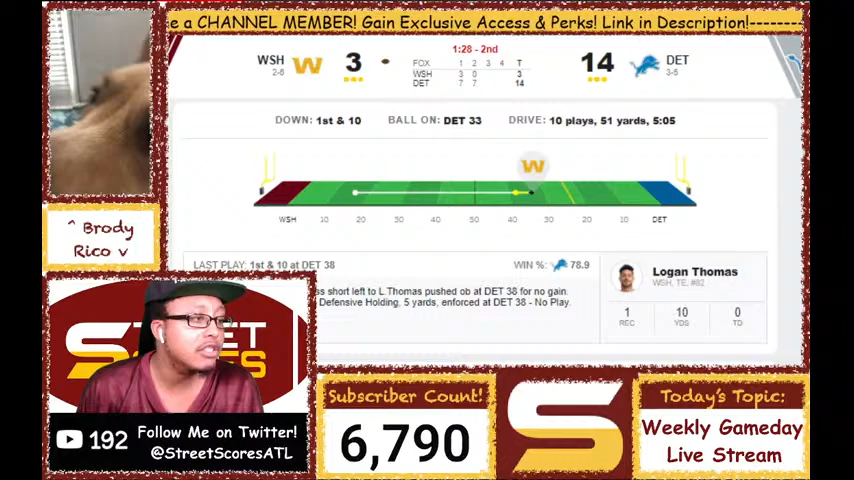 e a CHANNEL MEMBER! Gain Exclusive Access & Perks! Link in Description!--------
1:28 - 2nd
WSH
2-6
W
3
FOX 1 2 3 4 T
WSH 3 0 3
DET 7 7 14
14
DET
3-5
DOWN: 1st & 10 BALL ON: DET 33 DRIVE: 10 plays, 51 yards, 5:05
W
WSH 10 20 30 40 50 40 30 20 10 DET
LAST PLAY: 1st & 10 at DET 38
WIN %: 78.9
ss short left to L.Thomas pushed ob at DET 38 for no gain.
Defensive Holding, 5 yards, enforced at DET 38 - No Play.
Logan Thomas
WSH, TE, #82
1 10 0
REC YDS TD
^ Brody
Rico v
STREET
SCORES
192
Follow Me on Twitter!
@StreetScoresATL
Subscriber Count!
6,790
S
Today's Topic:
Weekly Gameday
Live Stream